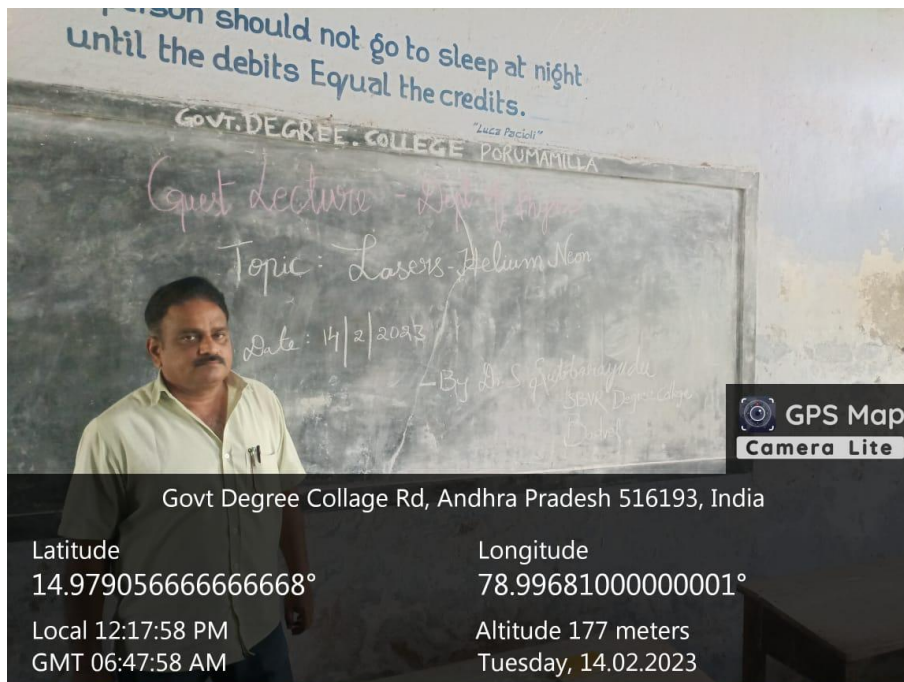 person should not go to sleep at night
until the debits Equal the credits.
"Luca Pacioli"
GOVT. DEGREE. COLLEGE PORUMAMILLA
Guest Lecture - Dept of
Topic: Lasers - Helium Neon
Date: 14/2/2023
- By Dr. S.
Degree College
GPS Map
Camera Lite
Govt Degree Collage Rd, Andhra Pradesh 516193, India
Latitude
14.979056666666668°
Longitude
78.99681000000001°
Local 12:17:58 PM
GMT 06:47:58 AM
Altitude 177 meters
Tuesday, 14.02.2023